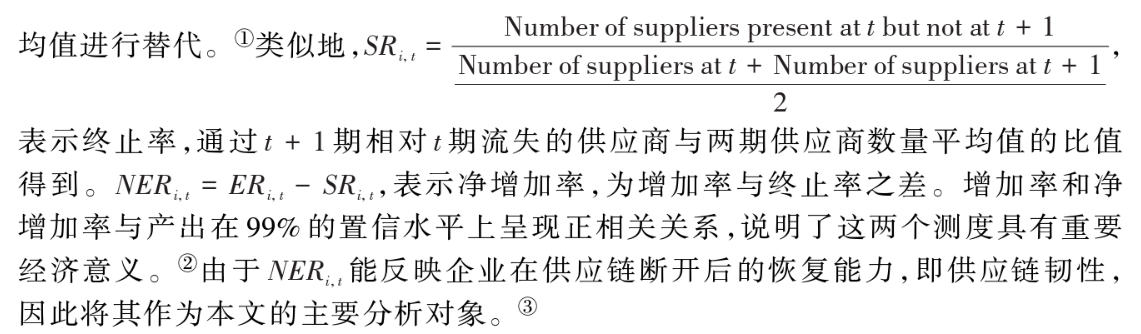 均值进行替代。①类似地,SR_{i,t} = \frac{Number of suppliers present at t but not at t + 1}{\frac{Number of suppliers at t + Number of suppliers at t + 1}{2}},
表示终止率,通过 t + 1 期相对 t 期流失的供应商与两期供应商数量平均值的比值
得到。NER_{i,t} = ER_{i,t} - SR_{i,t},表示净增加率,为增加率与终止率之差。增加率和净
增加率与产出在 99% 的置信水平上呈现正相关关系,说明了这两个测度具有重要
经济意义。②由于 NER_{i,t} 能反映企业在供应链断开后的恢复能力,即供应链韧性,
因此将其作为本文的主要分析对象。③